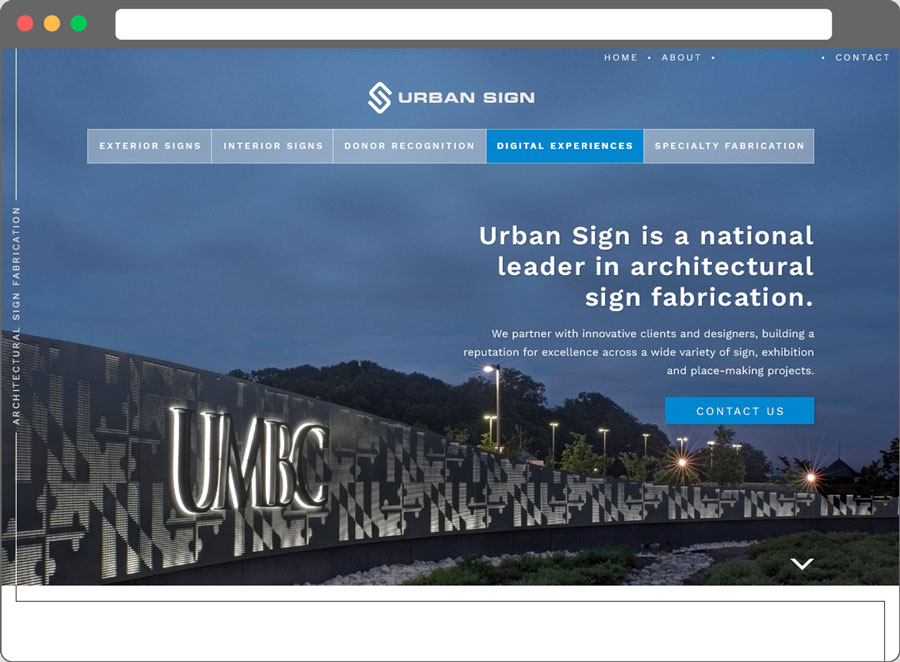 HOME • ABOUT • • CONTACT
URBAN SIGN
EXTERIOR SIGNS
INTERIOR SIGNS
DONOR RECOGNITION
DIGITAL EXPERIENCES
SPECIALTY FABRICATION
ARCHITECTURAL SIGN FABRICATION
Urban Sign is a national
leader in architectural
sign fabrication.
We partner with innovative clients and designers, building a
reputation for excellence across a wide variety of sign, exhibition
and place-making projects.
CONTACT US
UMBC